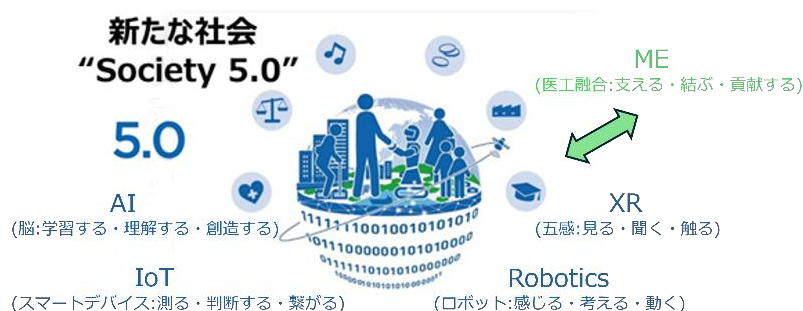 新たな社会
“Society 5.0”
5.0
ME
(医工融合:支える・結ぶ・貢献する)
AI
(脳:学習する・理解する・創造する)
XR
(五感:見る・聞く・触る)
IoT
(スマートデバイス:測る・判断する・繋がる)
Robotics
(ロボット:感じる・考える・動く)